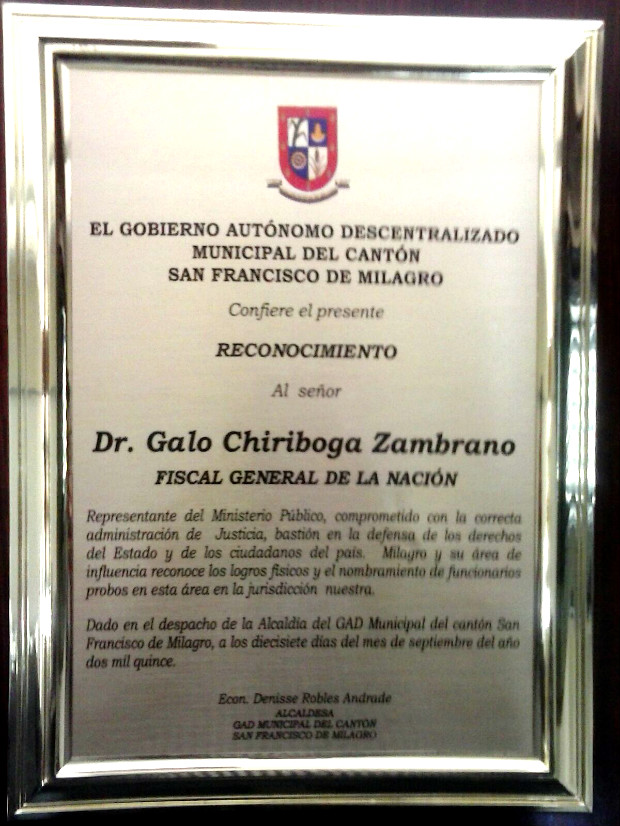 EL GOBIERNO AUTÓNOMO DESCENTRALIZADO
MUNICIPAL DEL CANTÓN
SAN FRANCISCO DE MILAGRO
Confiere el presente
RECONOCIMIENTO
Al señor
Dr. Galo Chiriboga Zambrano
FISCAL GENERAL DE LA NACIÓN
Representante del Ministerio Público, comprometido con la correcta
administración de Justicia, bastión en la defensa de los derechos
del Estado y de los ciudadanos del país. Milagro y su área de
influencia reconoce los logros físicos y el nombramiento de funcionarios
probos en esta área en la jurisdicción nuestra.
Dado en el despacho de la Alcaldía del GAD Municipal del cantón San
Francisco de Milagro, a los diecisiete días del mes de septiembre del año
dos mil quince.
Econ. Denisse Robles Andrade
ALCALDESA
GAD MUNICIPAL DEL CANTÓN
SAN FRANCISCO DE MILAGRO